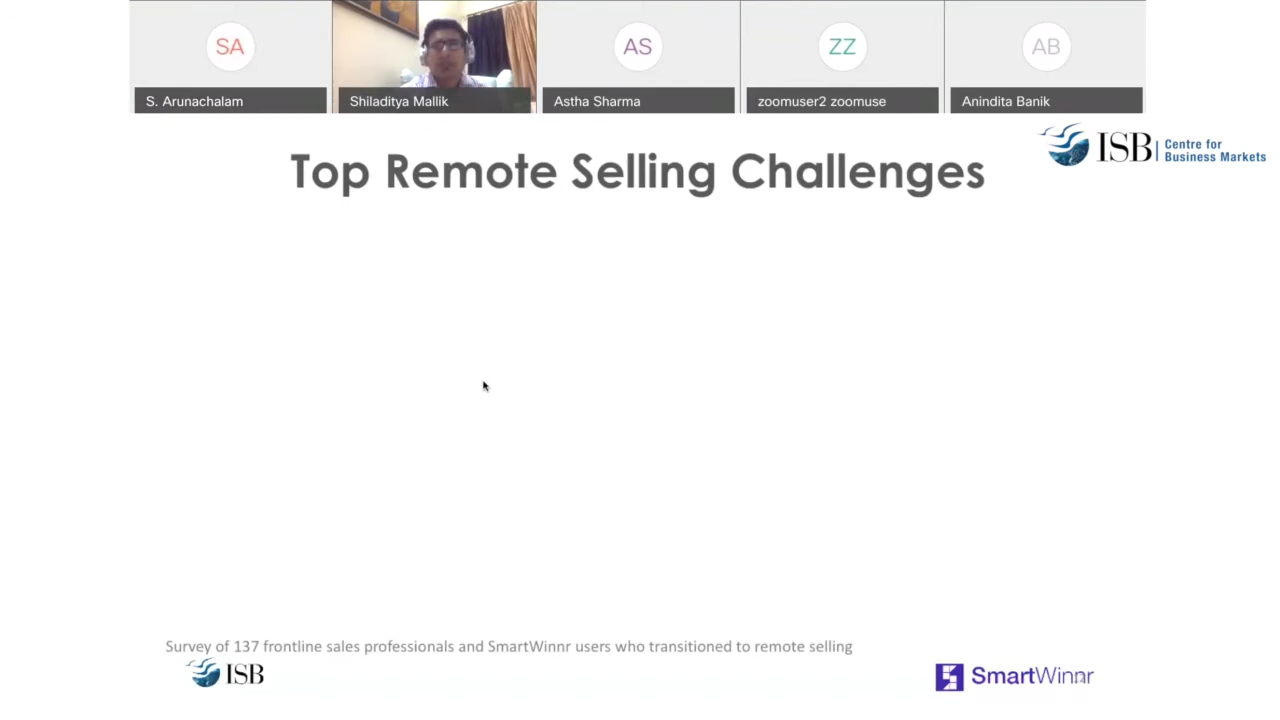 SA
AS
ZZ
AB
S. Arunachalam
Shiladitya Mallik
Astha Sharma
zoomuser2 zoomuse
Anindita Banik
ISB
Centre for
Business Markets
Top Remote Selling Challenges
Survey of 137 frontline sales professionals and SmartWinnr users who transitioned to remote selling
ISB
SmartWinnr